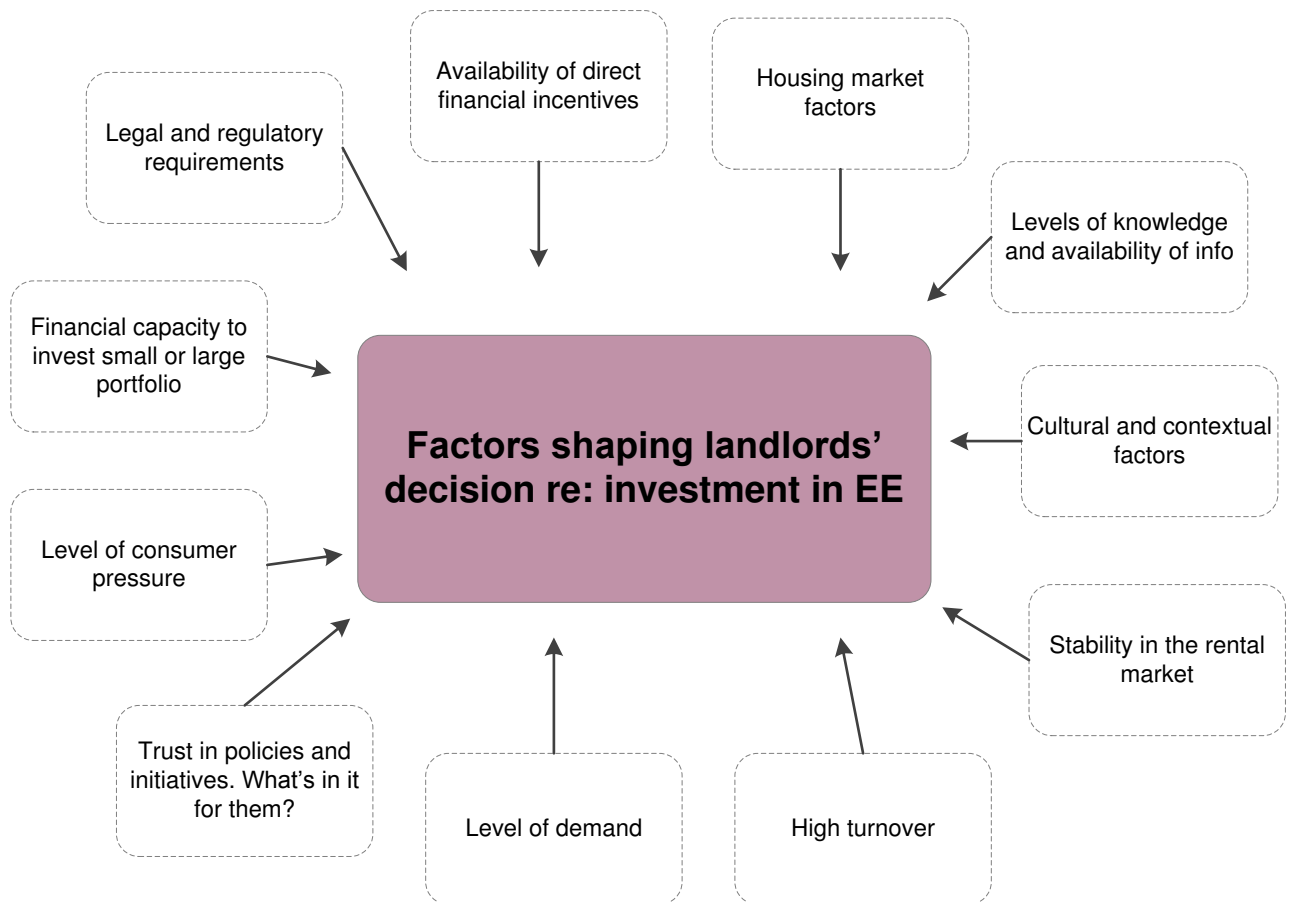 Availability of direct
financial incentives
Housing market
factors
Legal and regulatory
requirements
Levels of knowledge
and availability of info
Financial capacity to
invest small or large
portfolio
Factors shaping landlords’
decision re: investment in EE
Cultural and contextual
factors
Level of consumer
pressure
Stability in the rental
market
Trust in policies and
initiatives. What’s in it
for them?
Level of demand
High turnover